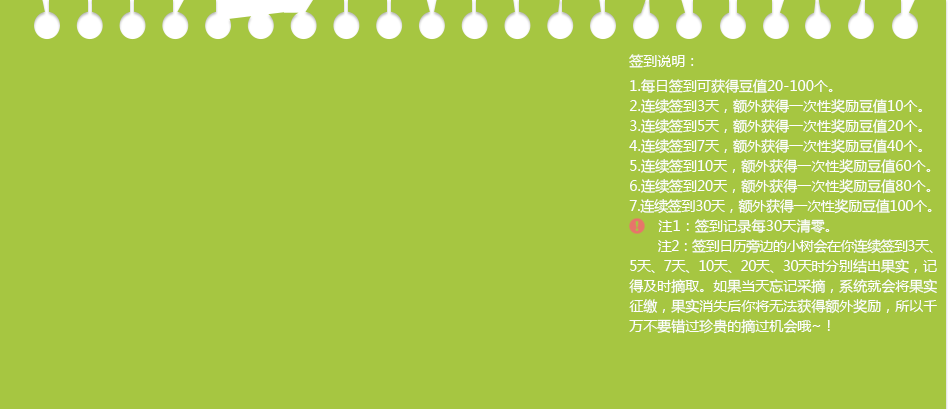 签到说明：
1.每日签到可获得豆值20-100个。
2.连续签到3天，额外获得一次性奖励豆值10个。
3.连续签到5天，额外获得一次性奖励豆值20个。
4.连续签到7天，额外获得一次性奖励豆值40个。
5.连续签到10天，额外获得一次性奖励豆值60个。
6.连续签到20天，额外获得一次性奖励豆值80个。
7.连续签到30天，额外获得一次性奖励豆值100个。
! 注1：签到记录每30天清零。
注2：签到日历旁边的小树会在你连续签到3天、
5天、7天、10天、20天、30天时分别结出果实，记
得及时摘取。如果当天忘记采摘，系统就会将果实
征缴，果实消失后你将无法获得额外奖励，所以千
万不要错过珍贵的摘过机会哦~！